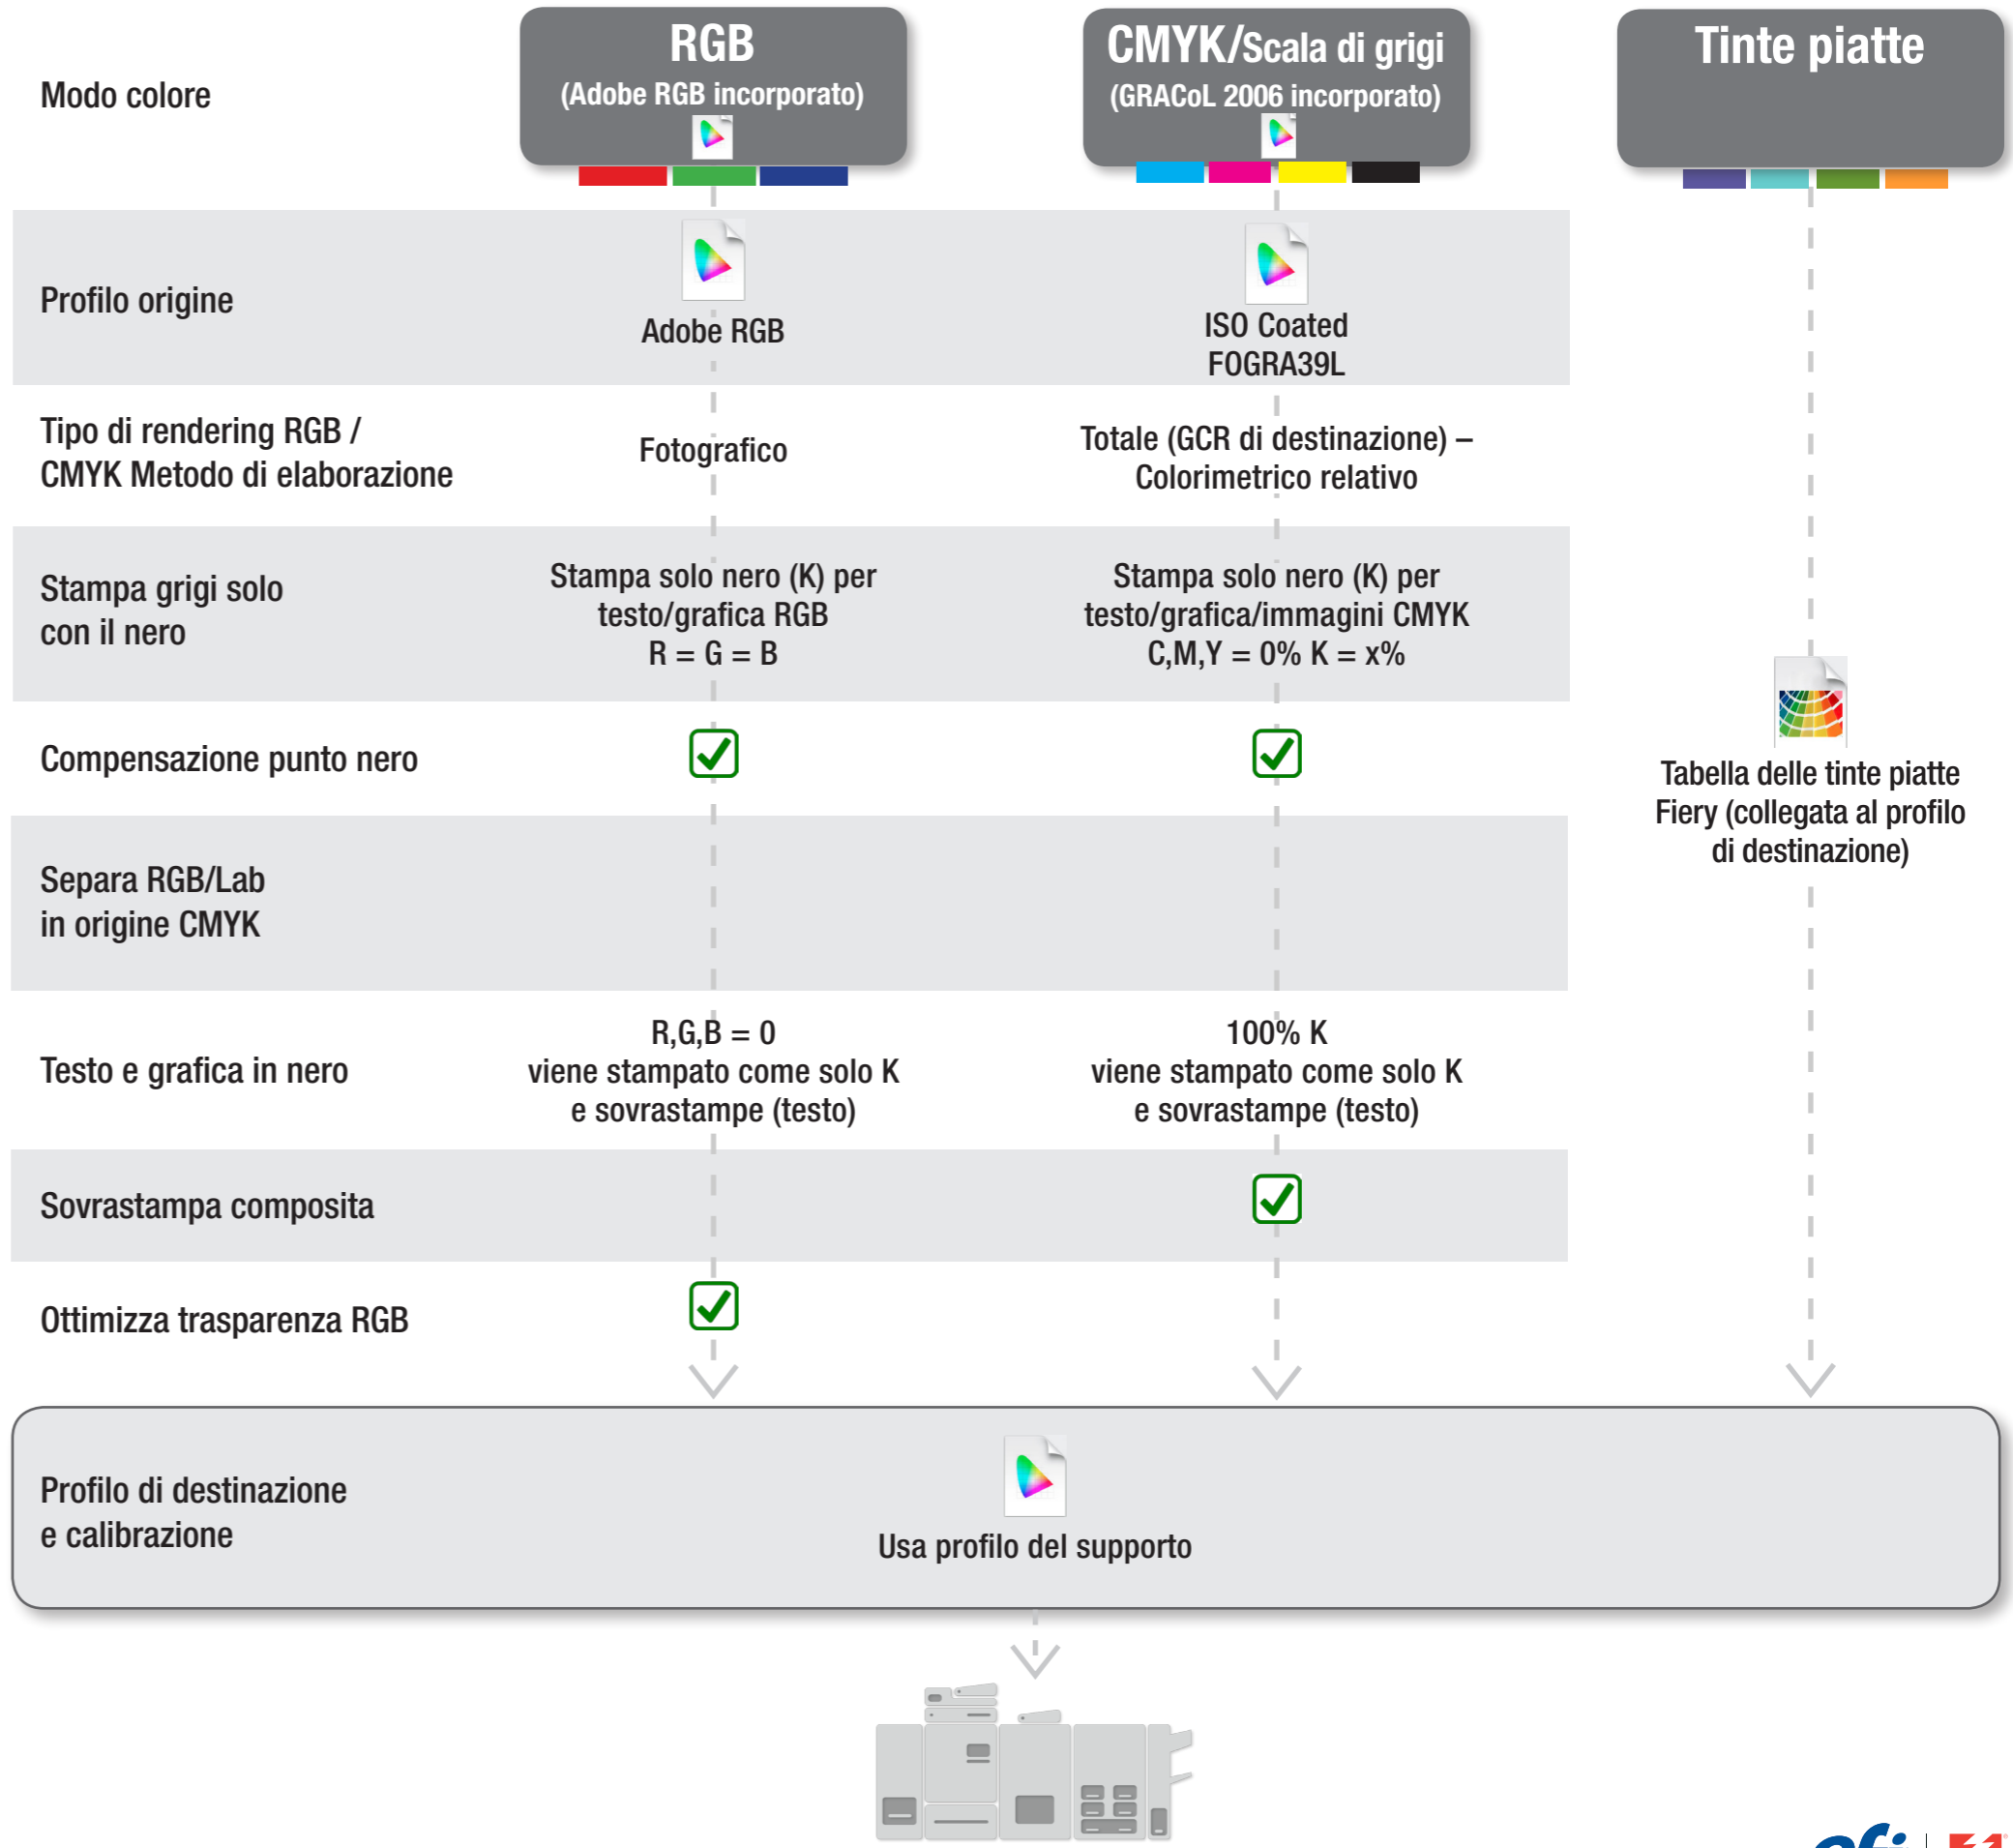 Modo colore
RGB
(Adobe RGB incorporato)
CMYK/Scala di grigi
(GRACoL 2006 incorporato)
Tinte piatte
Profilo origine
Adobe RGB
ISO Coated
FOGRA39L
Tipo di rendering RGB /
CMYK Metodo di elaborazione
Fotografico
Totale (GCR di destinazione) –
Colorimetrico relativo
Stampa grigi solo
con il nero
Stampa solo nero (K) per
testo/grafica RGB
R = G = B
Stampa solo nero (K) per
testo/grafica/immagini CMYK
C,M,Y = 0% K = x%
Compensazione punto nero
Tabella delle tinte piatte
Fiery (collegata al profilo
di destinazione)
Separa RGB/Lab
in origine CMYK
Testo e grafica in nero
R,G,B = 0
viene stampato come solo K
e sovrastampe (testo)
100% K
viene stampato come solo K
e sovrastampe (testo)
Sovrastampa composita
Ottimizza trasparenza RGB
Profilo di destinazione
e calibrazione
Usa profilo del supporto
efi